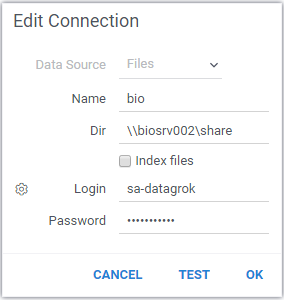 Edit Connection
Data Source Files
Name bio
Dir \\biosrv002\share
Index files
Login sa-datagrok
Password •••••••••••
CANCEL TEST OK